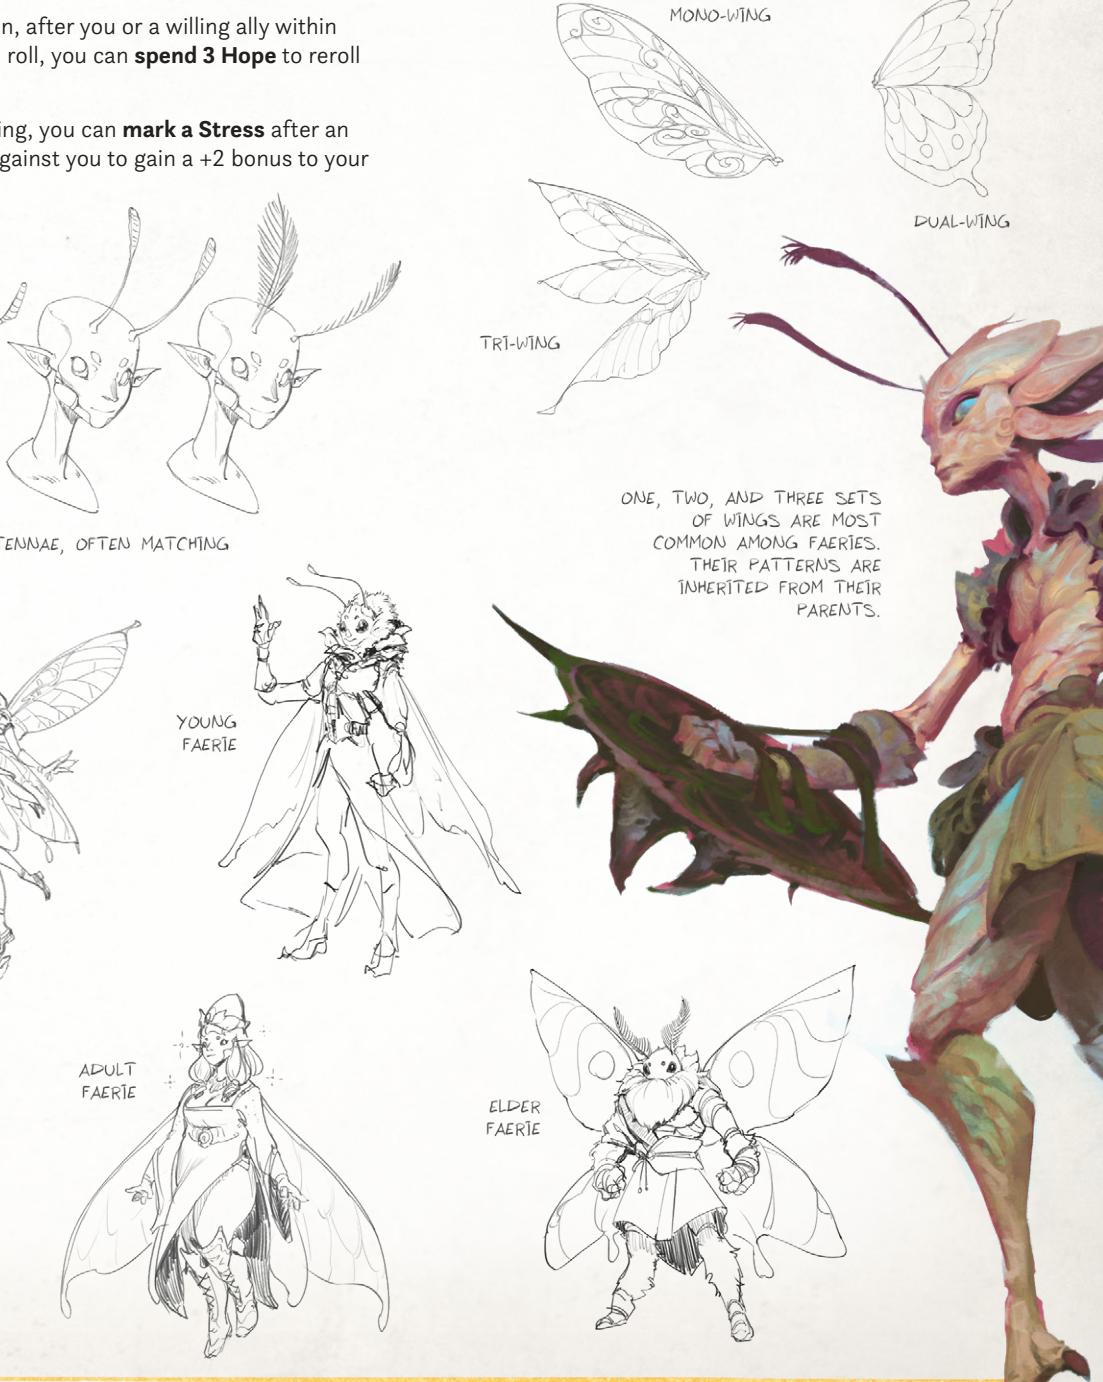 n, after you or a willing ally within
roll, you can spend 3 Hope to reroll
ing, you can mark a Stress after an
gainst you to gain a +2 bonus to your
MONO-WING
DUAL-WING
TRI-WING
TENNAE, OFTEN MATCHING
ONE, TWO, AND THREE SETS
OF WINGS ARE MOST
COMMON AMONG FAERIES.
THEIR PATTERNS ARE
INHERITED FROM THEIR
PARENTS.
YOUNG
FAERIE
ADULT
FAERIE
ELDER
FAERIE